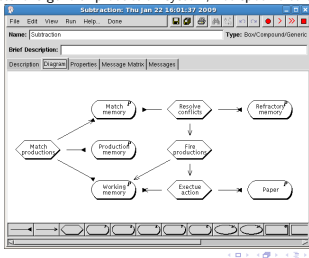 Subtraction: Thu Jan 22 16:01:37 2009
File Edit View Run Help... Done
Name: Subtraction Type: Box/Compound/Generic
Brief Description:
Description Diagram Properties Message Matrix Messages
Match
memory
P
Resolve
conflicts
Refractory
memory
P
Match
productions
Production
memory
P
Fire
productions
Working
memory
P
Exectue
action
Paper
P